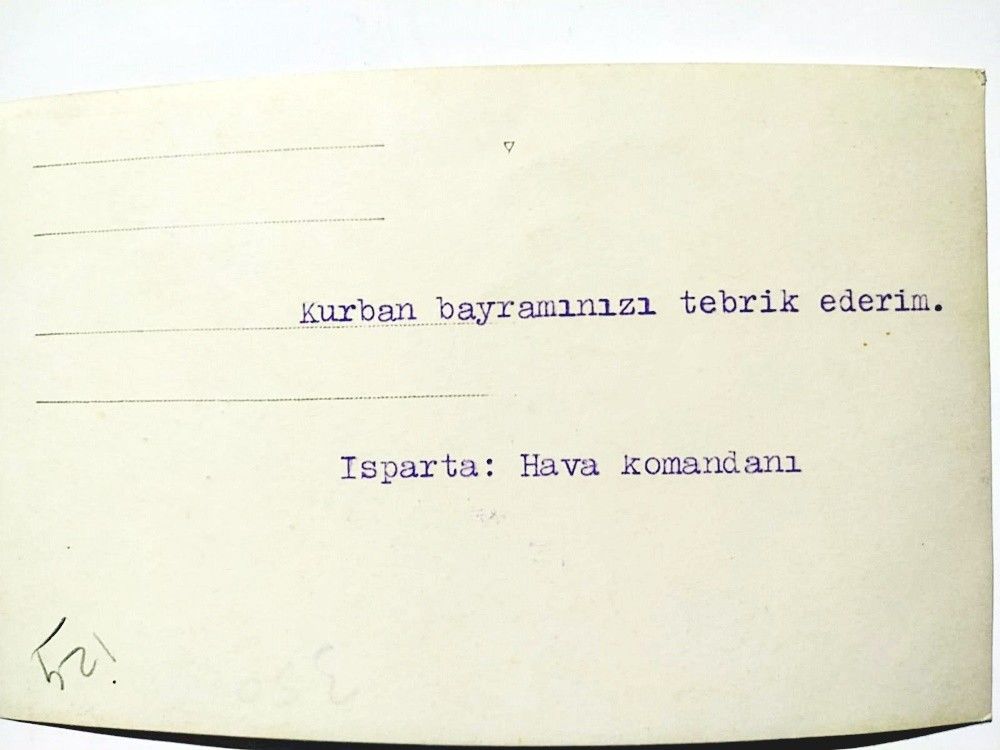 Kurban bayramınızı tebrik ederim.
Isparta: Hava komandanı